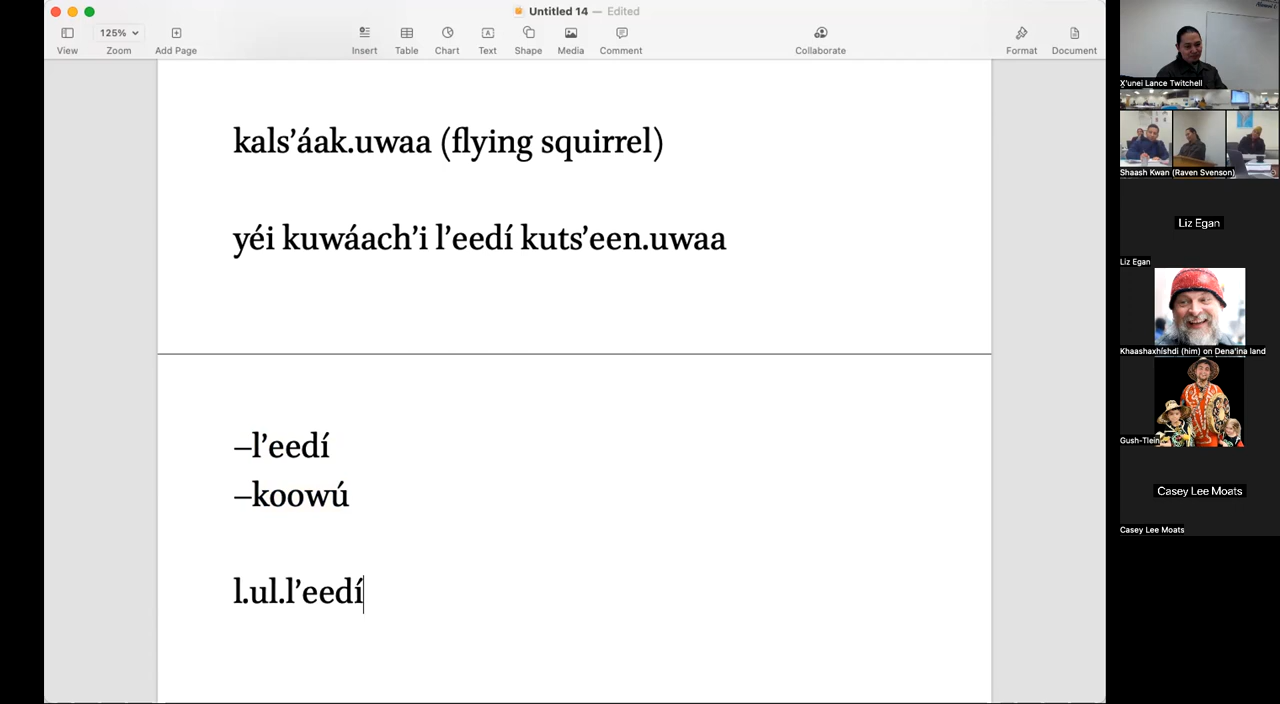 Untitled 14 — Edited
125%
View Zoom Add Page Insert Table Chart Text Shape Media Comment Collaborate Format Document
kals’áak.uwaa (flying squirrel)
yéi kuwáach’i l’eedí kuts’een.uwaa
–l’eedí
–koowú
l.ul.l’eedí
X̱'unei Lance Twitchell
Shaash Kwan (Raven Svenson)
Liz Egan
Liz Egan
Khaashaxhíshdi (him) on Dena'ina land
Gush-Tlein
Casey Lee Moats
Casey Lee Moats